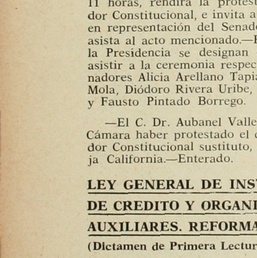 11 horas, rendirá la protest
dor Constitucional, e invita a
en representación del Senad
asista al acto mencionado.—
la Presidencia se designan
asistir a la ceremonia respec
nadores Alicia Arellano Tapi
Mola, Diódoro Rivera Uribe,
y Fausto Pintado Borrego.
—El C. Dr. Aubanel Valle
Cámara haber protestado el c
dor Constitucional sustituto,
ja California.—Enterado.
LEY GENERAL DE INS
DE CREDITO Y ORGANI
AUXILIARES. REFORMA
(Dictamen de Primera Lectur